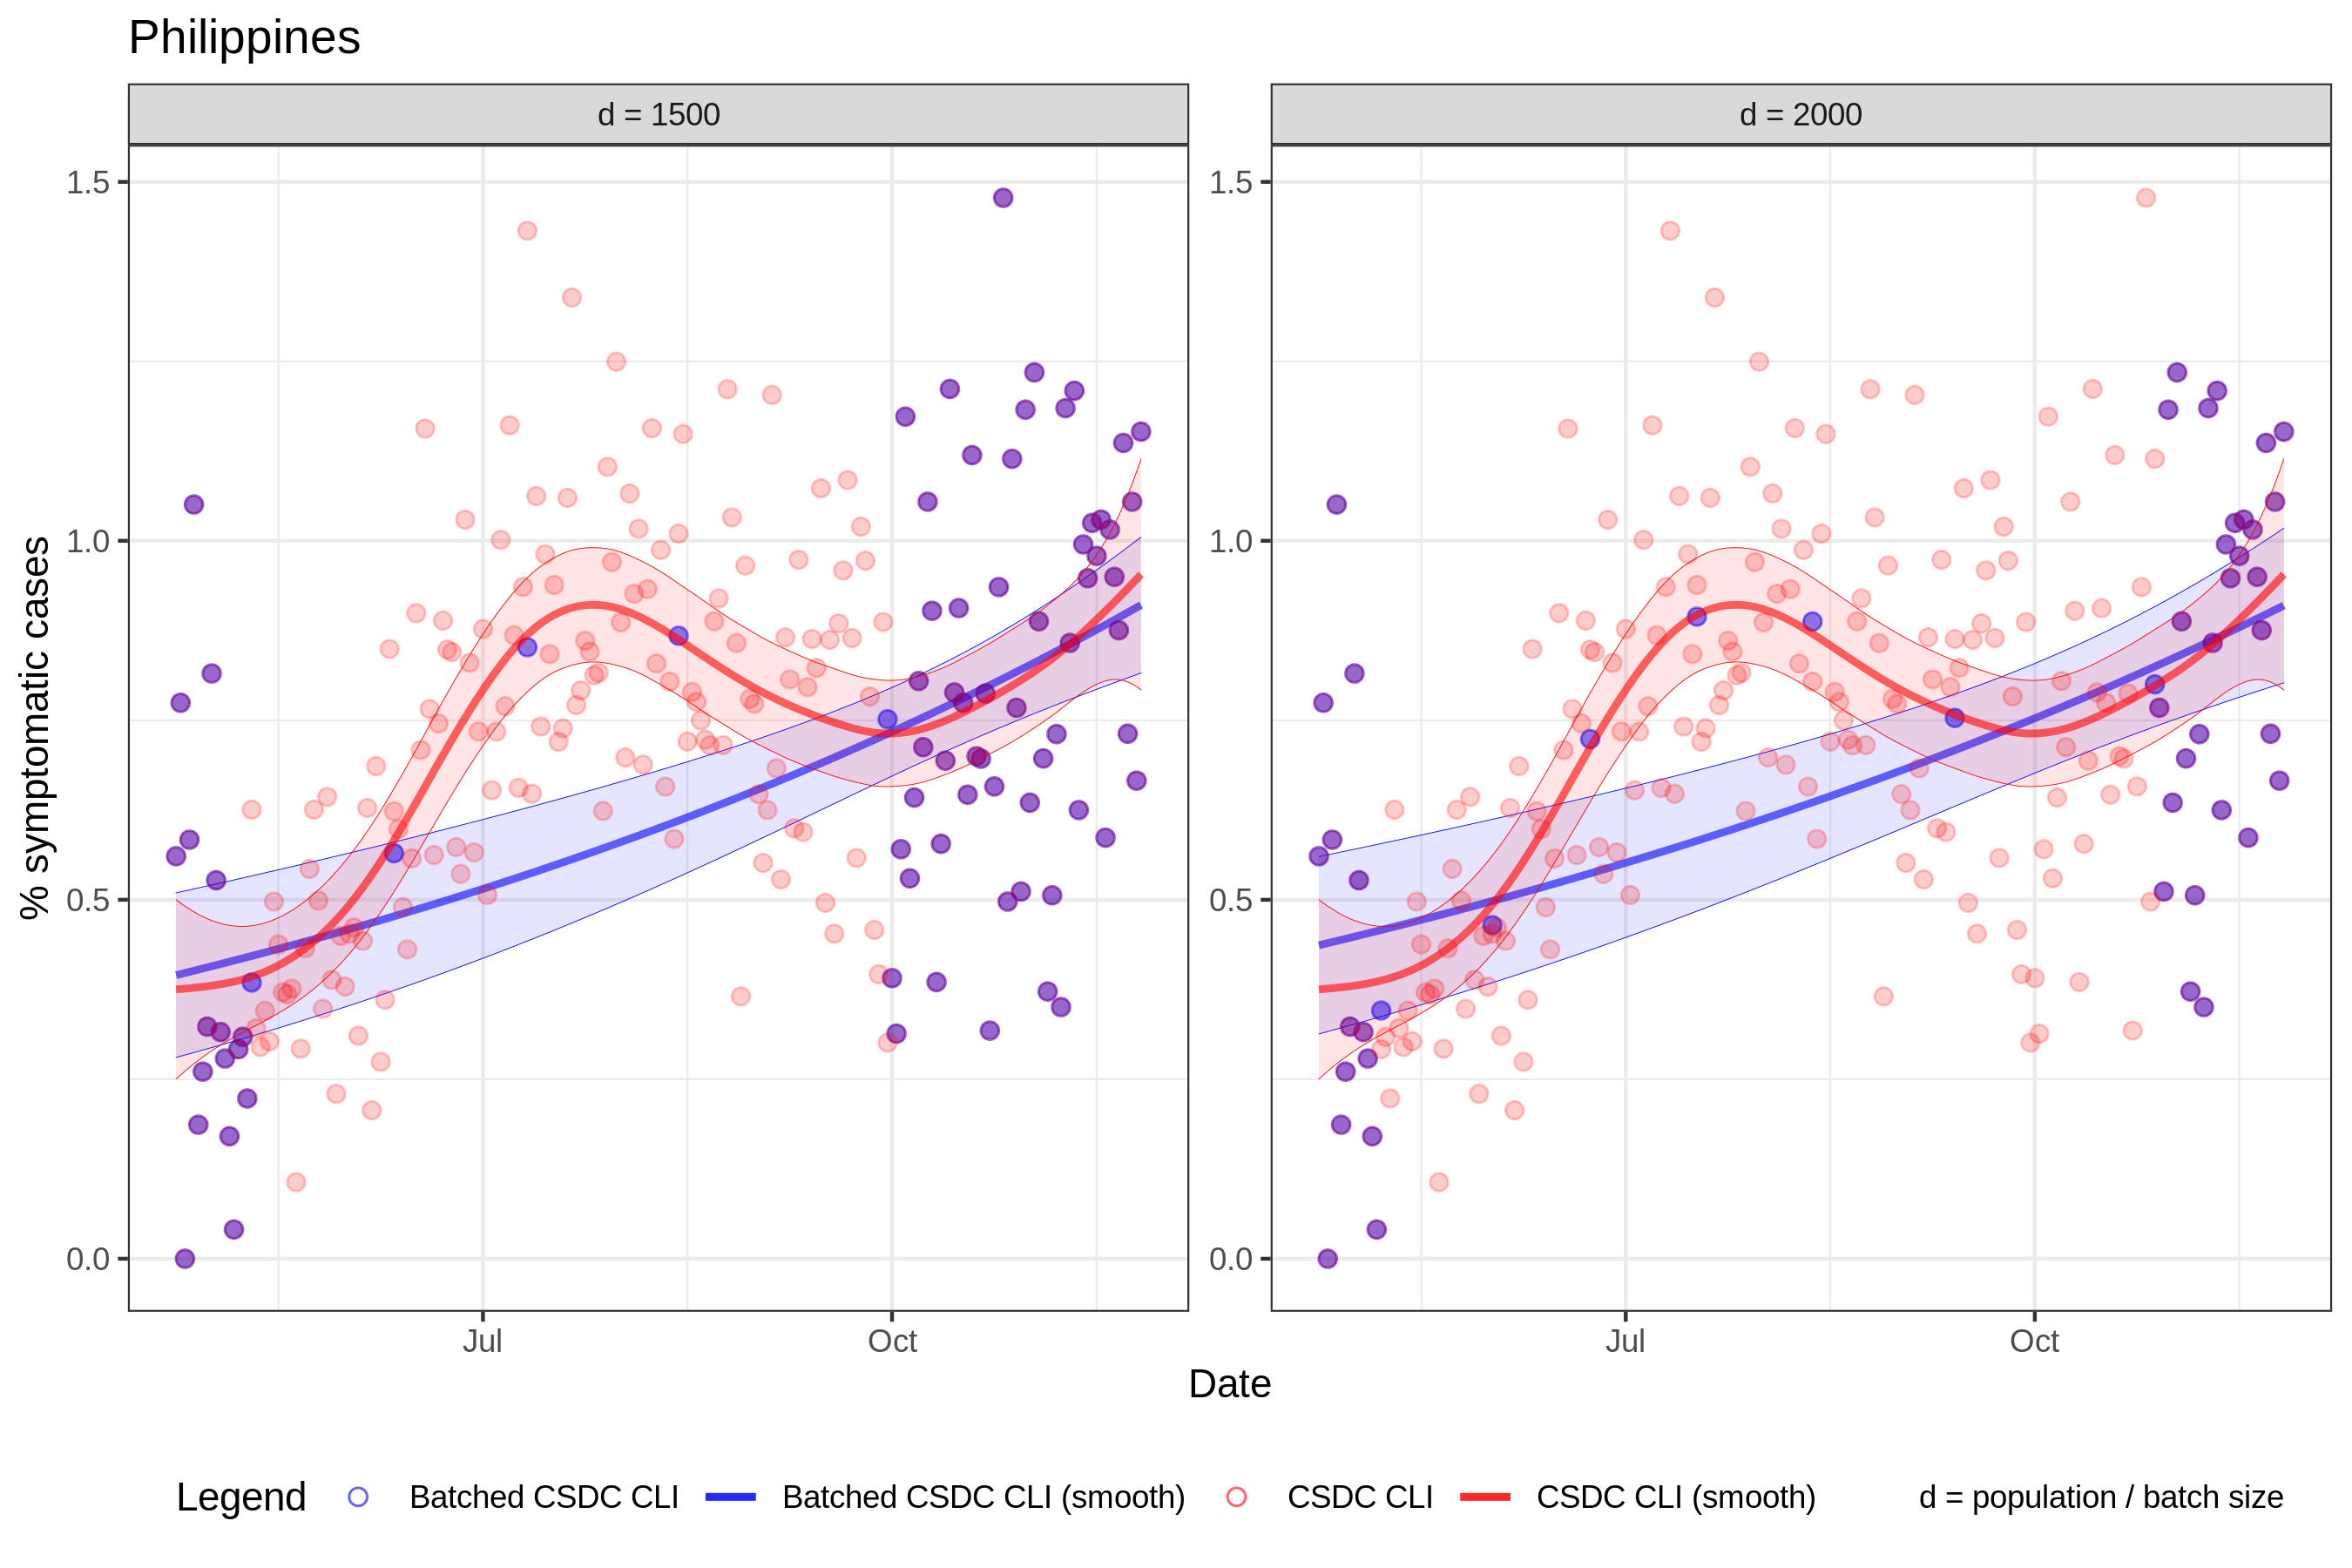 Philippines
d = 1500
d = 2000
% symptomatic cases
1.5
1.0
0.5
0.0
1.5
1.0
0.5
0.0
Jul
Oct
Jul
Oct
Date
Legend
Batched CSDC CLI
Batched CSDC CLI (smooth)
CSDC CLI
CSDC CLI (smooth)
d = population / batch size